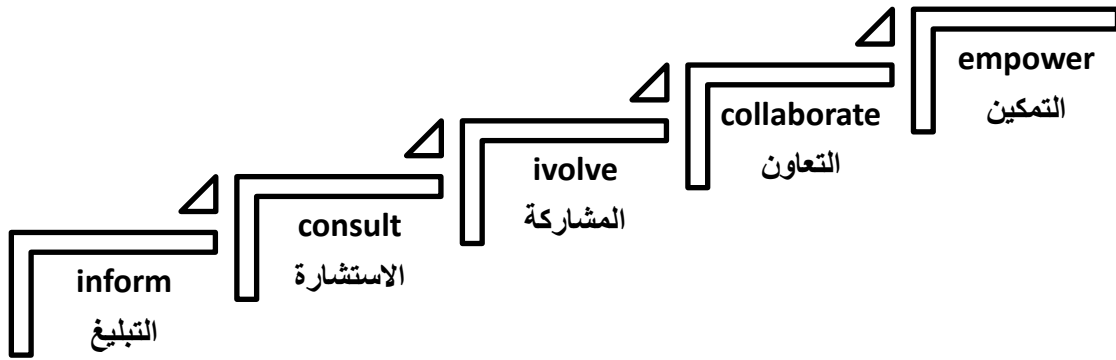 inform
التبليغ
consult
الاستشارة
ivolve
المشاركة
collaborate
التعاون
empower
التمكين